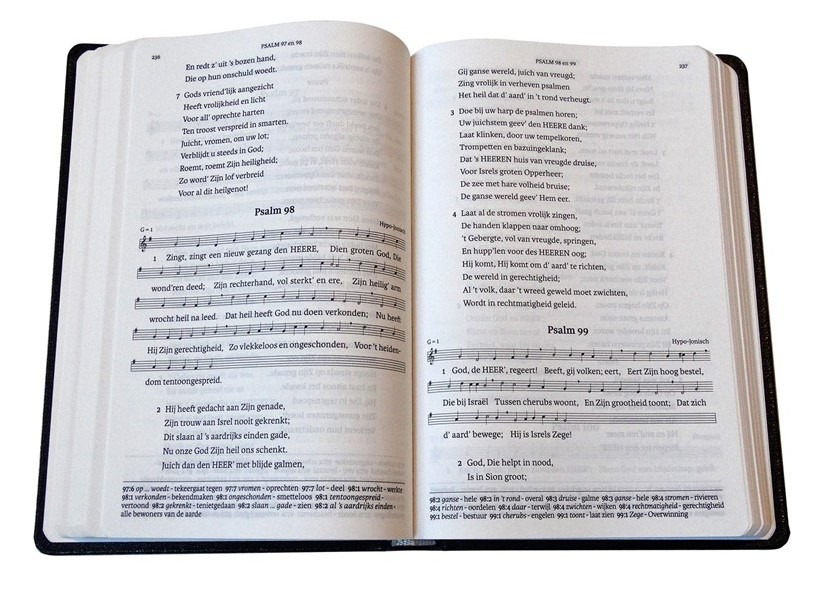 236
PSALM 97 en 98
En redt z' uit 's bozen hand,
Die op hun onschuld woedt.
7 Gods vriend'lijk aangezicht
Heeft vrolijkheid en licht
Voor all' oprechte harten
Ten troost verspreid in smarten.
Juicht, vromen, om uw lot;
Verblijdt u steeds in God;
Roemt, roemt Zijn heiligheid;
Zo word' Zijn lof verbreid
Voor al dit heilgenot!
Psalm 98
G = 1
Hypo-Jonisch
1 Zingt, zingt een nieuw gezang den HEERE, Dien groten God, Die
wond'ren deed; Zijn rechterhand, vol sterkt' en ere, Zijn heilig' arm
wrocht heil na leed. Dat heil heeft God nu doen verkonden; Nu heeft
Hij Zijn gerechtigheid, Zo vlekkeloos en ongeschonden, Voor 't heiden-
dom tentoongespreid.
2 Hij heeft gedacht aan Zijn genade,
Zijn trouw aan Isrel nooit gekrenkt;
Dit slaan al 's aardrijks einden gade,
Nu onze God Zijn heil ons schenkt.
Juich dan den HEER' met blijde galmen,
97:6 op ... woedt - tekeergaat tegen 97:7 vromen - oprechten 97:7 lot - deel 98:1 wrocht - werkte
98:1 verkonden - bekendmaken 98:1 ongeschonden - smetteloos 98:1 tentoongespreid -
vertoond 98:2 gekrenkt - tenietgedaan 98:2 slaan ... gade - zien 98:2 al 's aardrijks einden -
alle bewoners van de aarde
PSALM 98 en 99
237
Gij ganse wereld, juich van vreugd;
Zing vrolijk in verheven psalmen
Het heil dat d' aard' in 't rond verheugt.
3 Doe bij uw harp de psalmen horen;
Uw juichstem geev' den HEERE dank;
Laat klinken, door uw tempelkoren,
Trompetten en bazuingeklank;
Dat 's HEEREN huis van vreugde druise,
Voor Isrels groten Opperheer;
De zee met hare volheid bruise;
De ganse wereld geev' Hem eer.
4 Laat al de stromen vrolijk zingen,
De handen klappen naar omhoog;
't Gebergte, vol van vreugde, springen,
En hupp'len voor des HEEREN oog;
Hij komt, Hij komt om d' aard' te richten,
De wereld in gerechtigheid;
Al 't volk, daar 't wreed geweld moet zwichten,
Wordt in rechtmatigheid geleid.
Psalm 99
G = 1
Hypo-Jonisch
1 God, de HEER', regeert! Beeft, gij volken; eert, Eert Zijn hoog bestel,
Die bij Israël Tussen cherubs woont, En Zijn grootheid toont; Dat zich
d' aard' bewege; Hij is Isrels Zege!
2 God, Die helpt in nood,
Is in Sion groot;
98:2 ganse - hele 98:2 in 't rond - overal 98:3 druise - galme 98:3 ganse - hele 98:4 stromen - rivieren
98:4 richten - oordelen 98:4 daar - terwijl 98:4 zwichten - wijken 98:4 rechtmatigheid - gerechtigheid
99:1 bestel - bestuur 99:1 cherubs - engelen 99:1 toont - laat zien 99:1 Zege - Overwinning